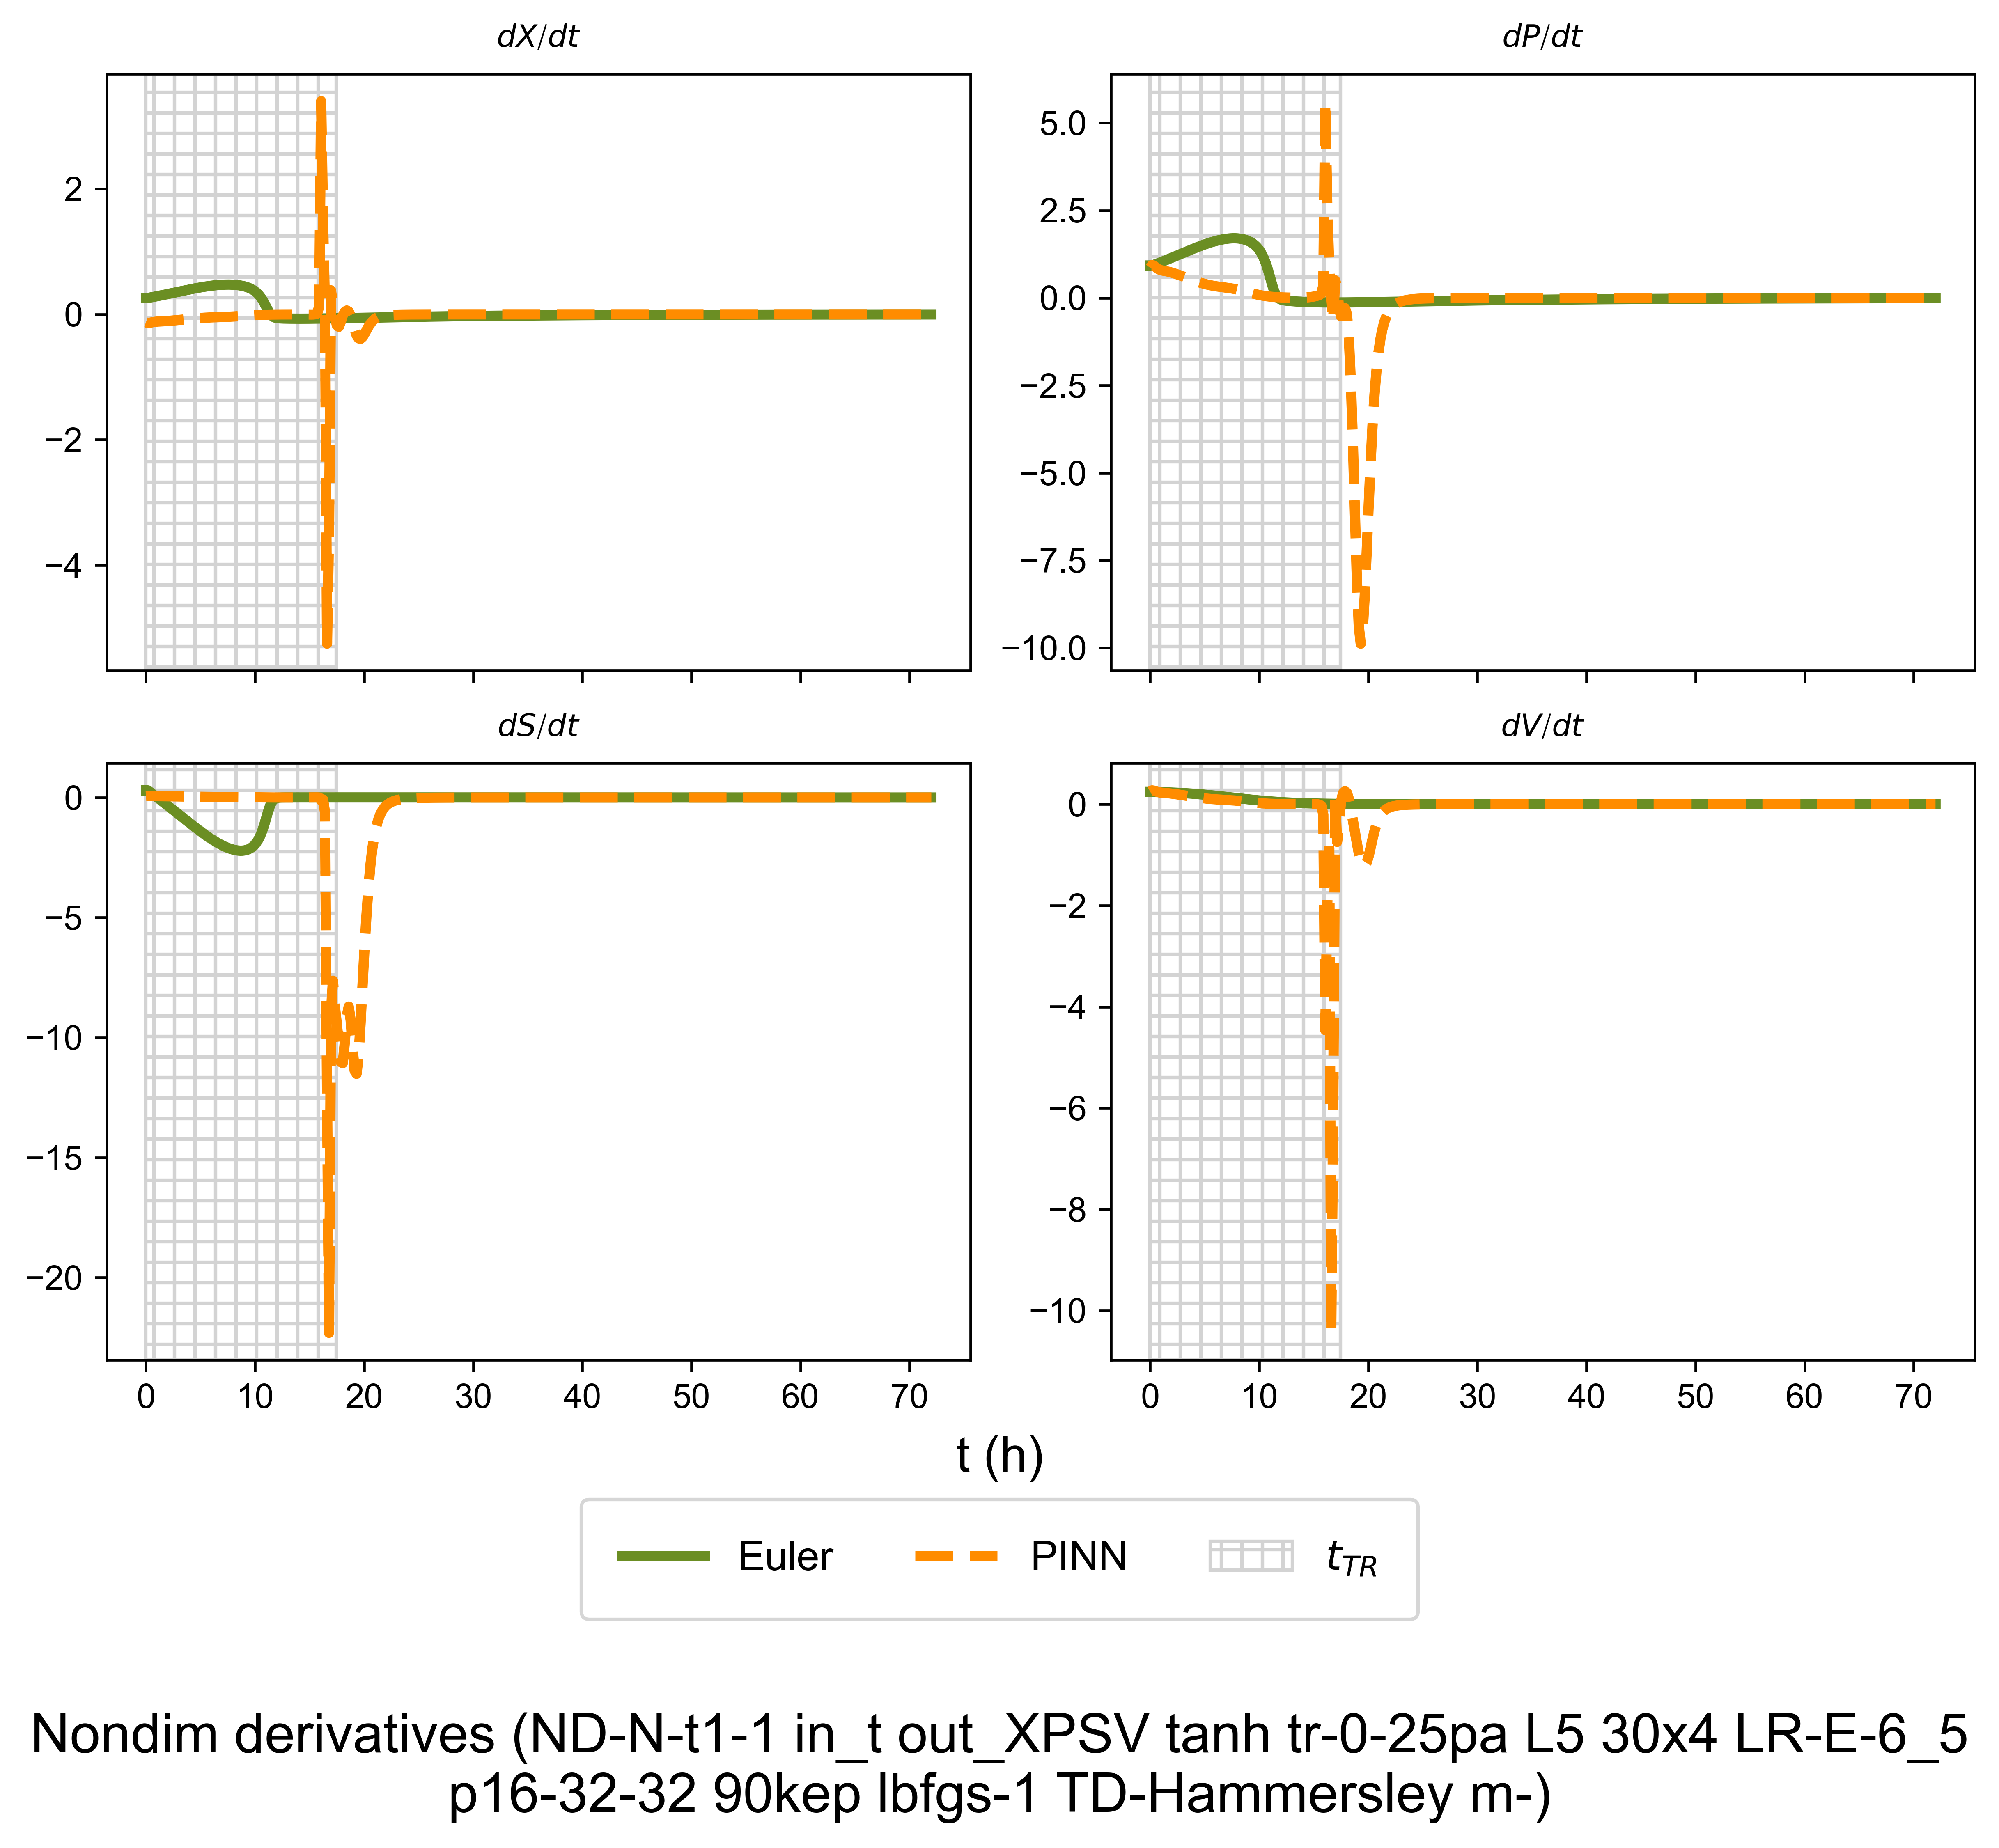 dX/dt
dP/dt
2
0
−2
−4
5.0
2.5
0.0
−2.5
−5.0
−7.5
−10.0
dS/dt
dV/dt
0
−5
−10
−15
−20
0 10 20 30 40 50 60 70
0
−2
−4
−6
−8
−10
0 10 20 30 40 50 60 70
t (h)
Euler PINN t_TR
Nondim derivatives (ND-N-t1-1 in_t out_XPSV tanh tr-0-25pa L5 30x4 LR-E-6_5
p16-32-32 90kep lbfgs-1 TD-Hammersley m-)